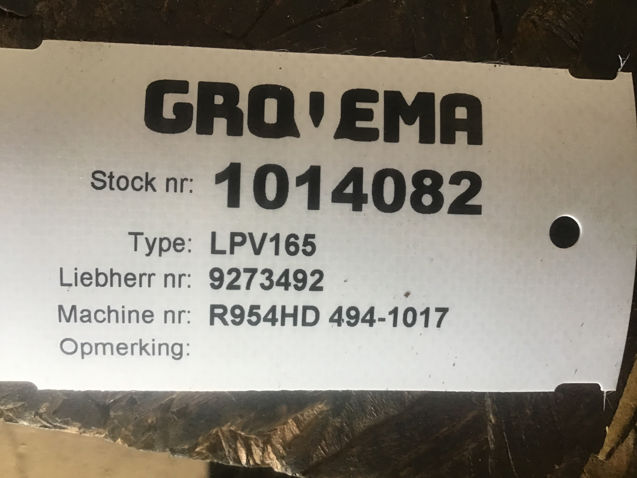 GROVEMA
Stock nr: 1014082
Type: LPV165
Liebherr nr: 9273492
Machine nr: R954HD 494-1017
Opmerking: